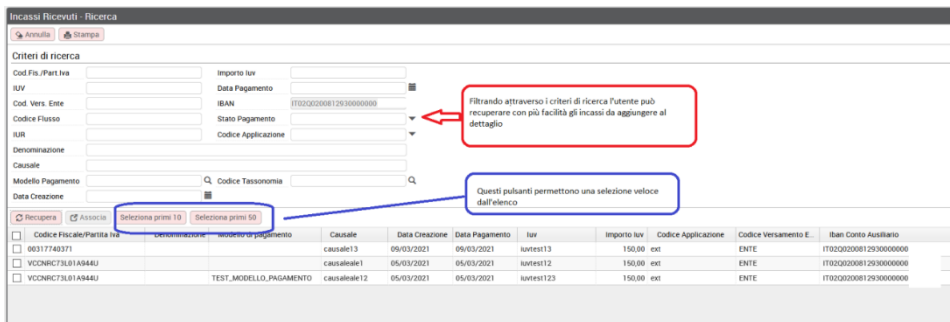 Incassi Ricevuti - Ricerca
Annulla Stampa
Criteri di ricerca
Cod.Fis./Part.Iva Importo Iuv
IUV Data Pagamento
Cod. Vers. Ente IBAN IT02Q0200812930000000
Codice Flusso Stato Pagamento
IUR Codice Applicazione
Denominazione
Causale
Modello Pagamento Codice Tassonomia
Data Creazione
Filtrando attraverso i criteri di ricerca l'utente può
recuperare con più facilità gli incassi da aggiungere al
dettaglio
Questi pulsanti permettono una selezione veloce
dall'elenco
Recupera Associa Seleziona primi 10 Seleziona primi 50
Codice Fiscale/Partita Iva Denominazione Modello di pagamento Causale Data Creazione Data Pagamento Iuv Importo Iuv Codice Applicazione Codice Versamento E... Iban Conto Ausiliario
00317740371 causale13 09/03/2021 09/03/2021 iuvtest13 150,00 ext ENTE IT02Q0200812930000000
VCCNRC73L01A944U causaleale1 05/03/2021 05/03/2021 iuvtest12 150,00 ext ENTE IT02Q0200812930000000
VCCNRC73L01A944U TEST_MODELLO_PAGAMENTO causaleale12 05/03/2021 05/03/2021 iuvtest123 150,00 ext ENTE IT02Q0200812930000000